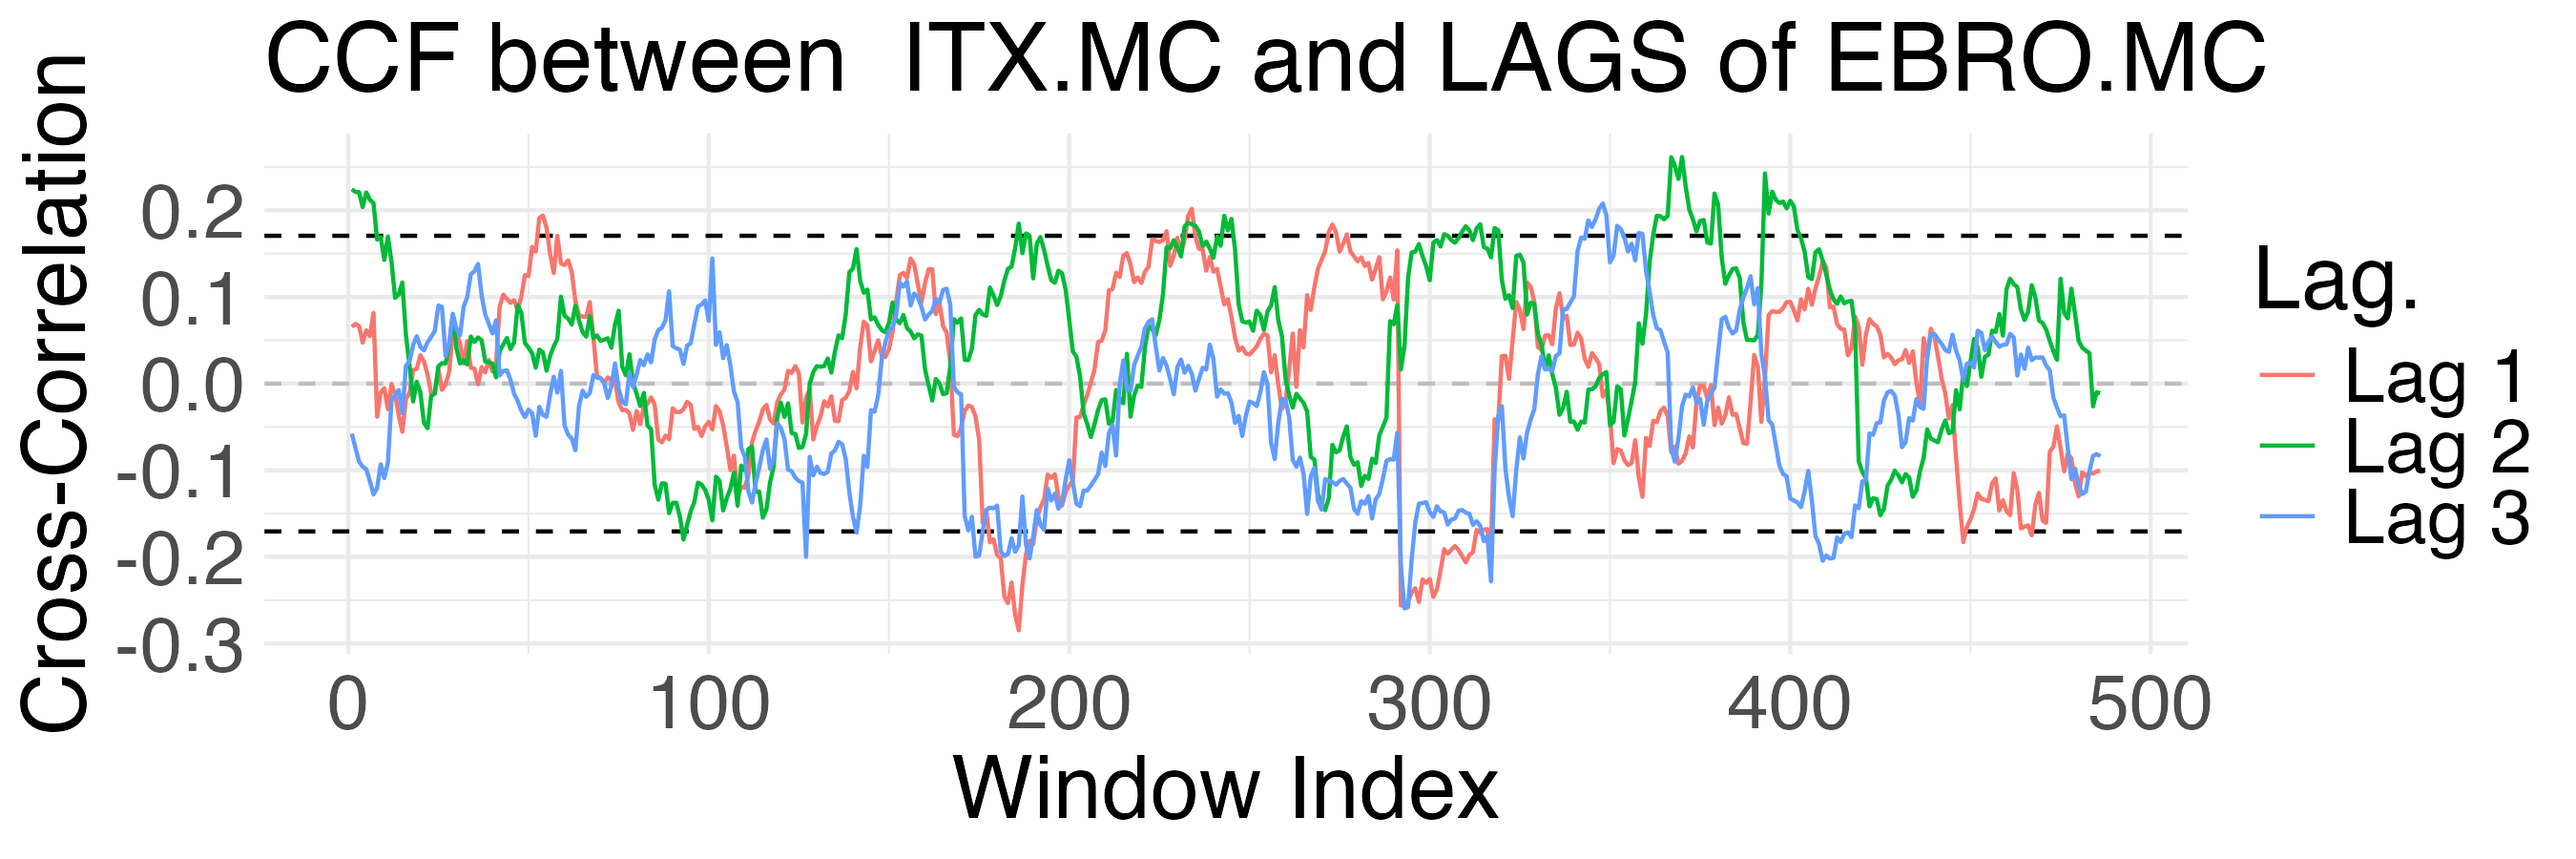 CCF between   ITX.MC and LAGS of EBRO.MC
Cross-Correlation
0.2
0.1
0.0
-0.1
-0.2
-0.3
0 100 200 300 400 500
Window Index
Lag.
Lag 1
Lag 2
Lag 3